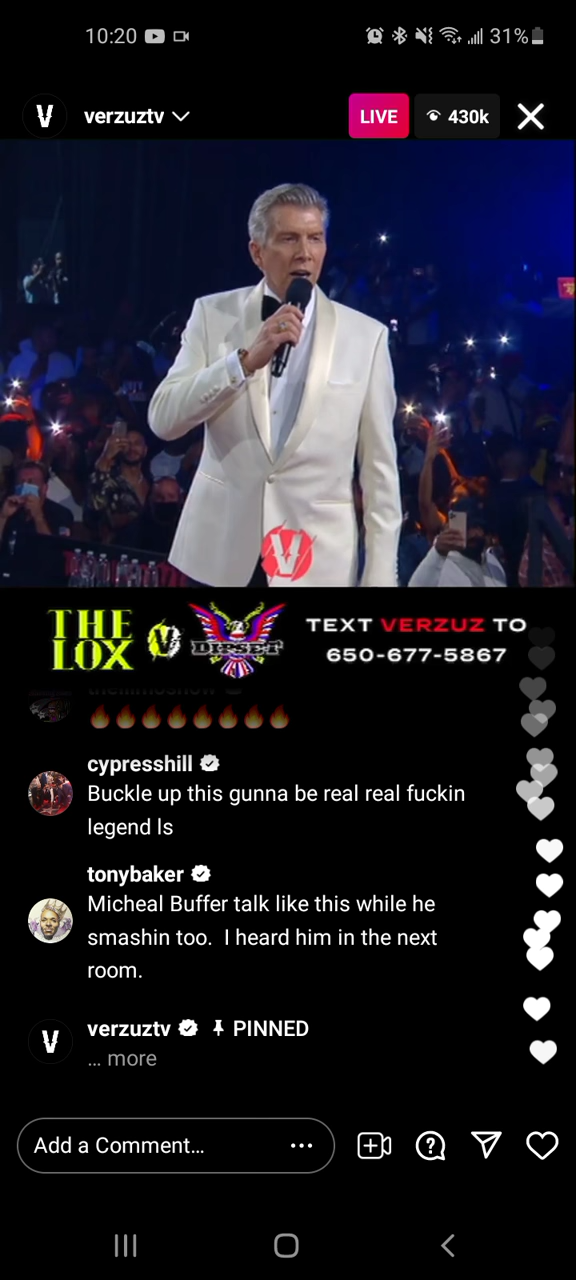 10:20
31%
V
verzuztv
LIVE
430k
V
THE
LOX
V
DIPSET
TEXT VERZUZ TO
650-677-5867
cypresshill
Buckle up this gunna be real real fuckin
legend ls
tonybaker
Micheal Buffer talk like this while he
smashin too.  I heard him in the next
room.
V
verzuztv
PINNED
... more
Add a Comment...